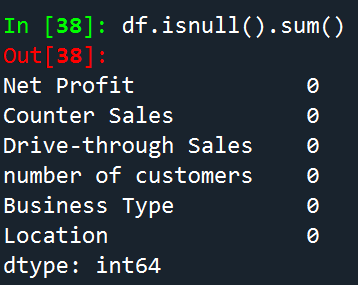 In [38]: df.isnull().sum()
Out[38]:
Net Profit 0
Counter Sales 0
Drive-through Sales 0
number of customers 0
Business Type 0
Location 0
dtype: int64